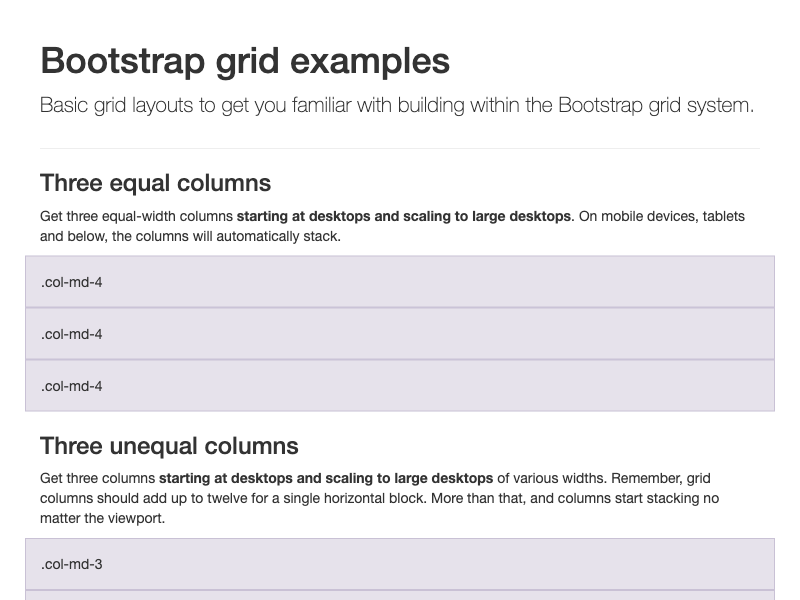 Bootstrap grid examples
Basic grid layouts to get you familiar with building within the Bootstrap grid system.
Three equal columns
Get three equal-width columns starting at desktops and scaling to large desktops. On mobile devices, tablets
and below, the columns will automatically stack.
.col-md-4
.col-md-4
.col-md-4
Three unequal columns
Get three columns starting at desktops and scaling to large desktops of various widths. Remember, grid
columns should add up to twelve for a single horizontal block. More than that, and columns start stacking no
matter the viewport.
.col-md-3